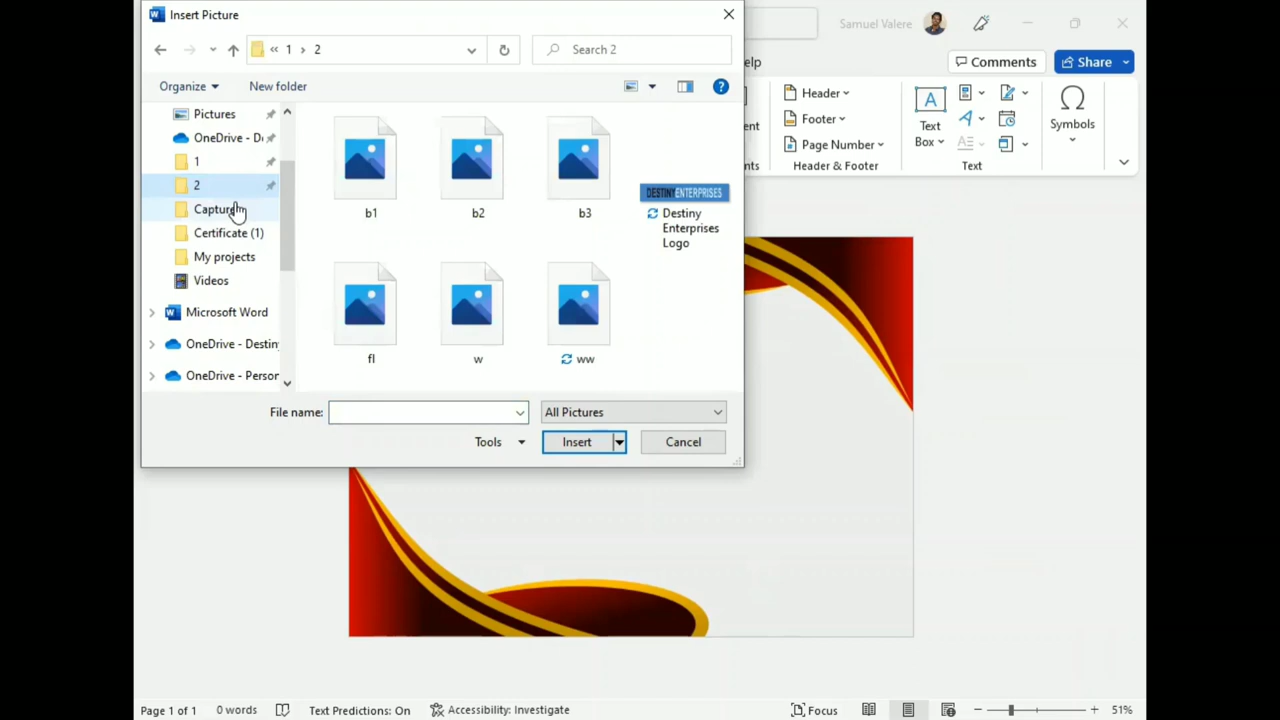 Insert Picture
Samuel Valere
1 2
Search 2
elp
Comments
Share
Organize
New folder
Header
Footer
Page Number
Header & Footer
Text
Box
Text
Symbols
ent
nts
Pictures
OneDrive - De
1
2
Capture
Certificate (1)
My projects
Videos
Microsoft Word
OneDrive - Destin
OneDrive - Person
b1
b2
b3
DESTINY ENTERPRISES
Destiny
Enterprises
Logo
fl
w
ww
File name:
All Pictures
Tools
Insert
Cancel
Page 1 of 1
0 words
Text Predictions: On
Accessibility: Investigate
Focus
51%